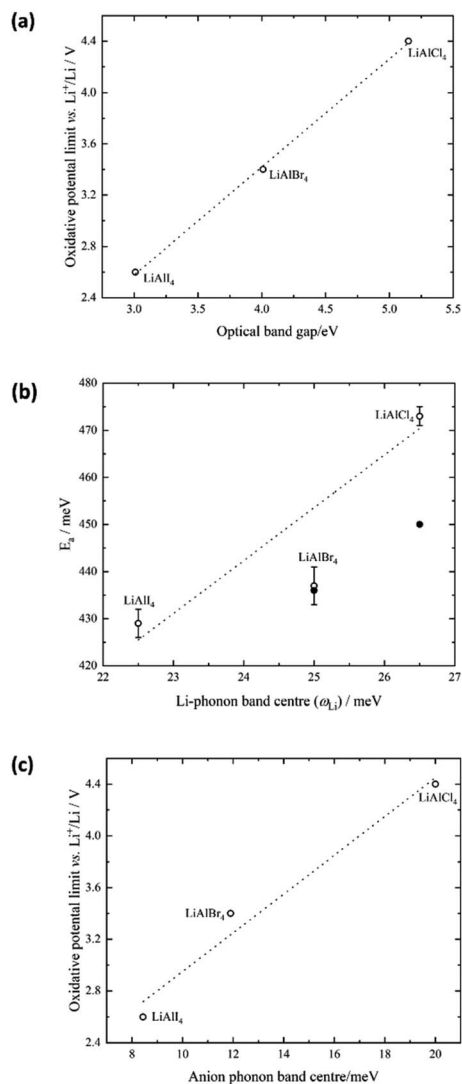 (a)
Oxidative potential limit vs. Li⁺/Li / V
4.4
3.8
3.2
2.6
2.4
LiAlCl₄
LiAlBr₄
LiAlI₄
3.0 3.5 4.0 4.5 5.0 5.5
Optical band gap/eV
(b)
Eₐ / meV
480
470
460
450
440
430
420
LiAlCl₄
LiAlBr₄
LiAlI₄
22 23 24 25 26 27
Li-phonon band centre (ω_Li) / meV
(c)
Oxidative potential limit vs. Li⁺/Li / V
4.4
4.0
3.6
3.2
2.8
2.4
LiAlCl₄
LiAlBr₄
LiAlI₄
8 10 12 14 16 18 20
Anion phonon band centre/meV